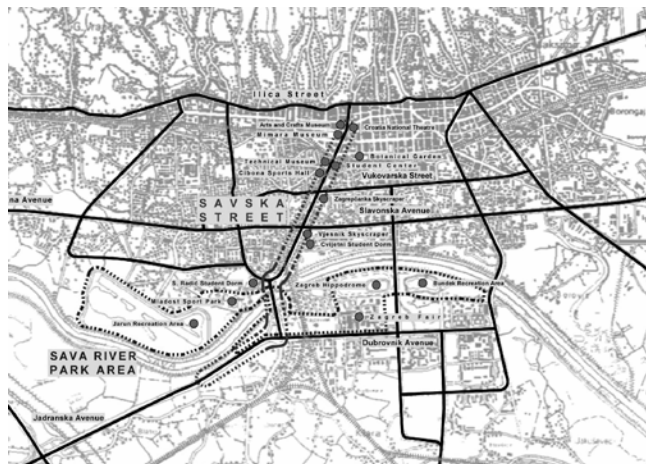 Ilica Street
Arts and Crafts Museum
Croatia National Theatre
Mimara Museum
Botanical Garden
Technical Museum
Student Center
Cibona Sports Hall
Vukovarska Street
SAVSKA
STREET
Zagrepčanka Skyscraper
na Avenue
Slavonska Avenue
Vjesnik Skyscraper
Cvijetni Student Dorm
S. Radić Student Dorm
Zagreb Hippodrome
Bundek Recreation Area
Mladost Sport Park
Jarun Recreation Area
Zagreb Fair
SAVA RIVER
PARK AREA
Dubrovnik Avenue
Jadranska Avenue